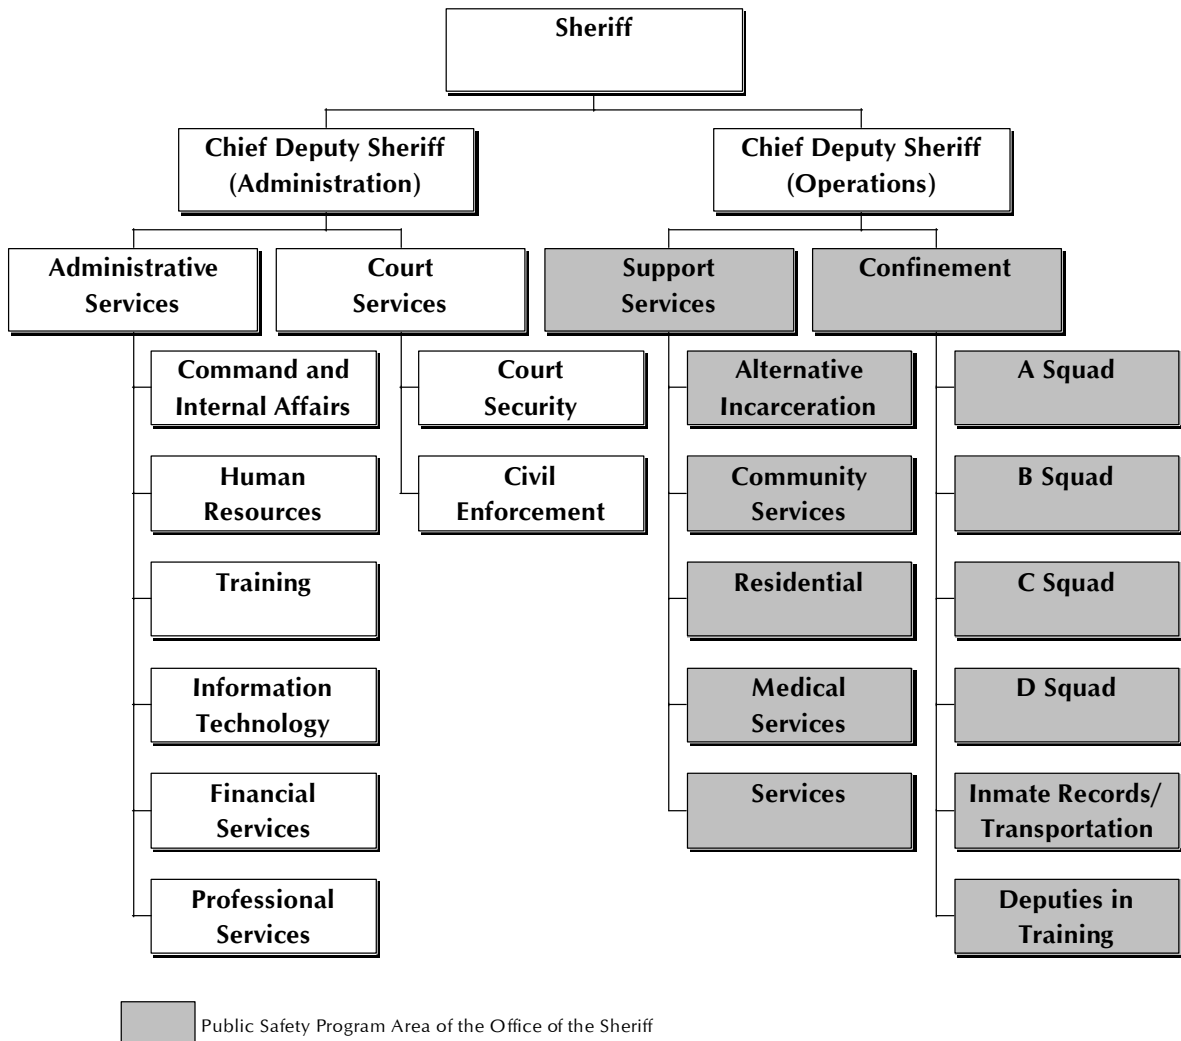 Sheriff
Chief Deputy Sheriff
(Administration)
Chief Deputy Sheriff
(Operations)
Administrative
Services
Court
Services
Support
Services
Confinement
Command and
Internal Affairs
Human
Resources
Training
Information
Technology
Financial
Services
Professional
Services
Court
Security
Civil
Enforcement
Alternative
Incarceration
Community
Services
Residential
Medical
Services
Services
A Squad
B Squad
C Squad
D Squad
Inmate Records/
Transportation
Deputies in
Training
Public Safety Program Area of the Office of the Sheriff